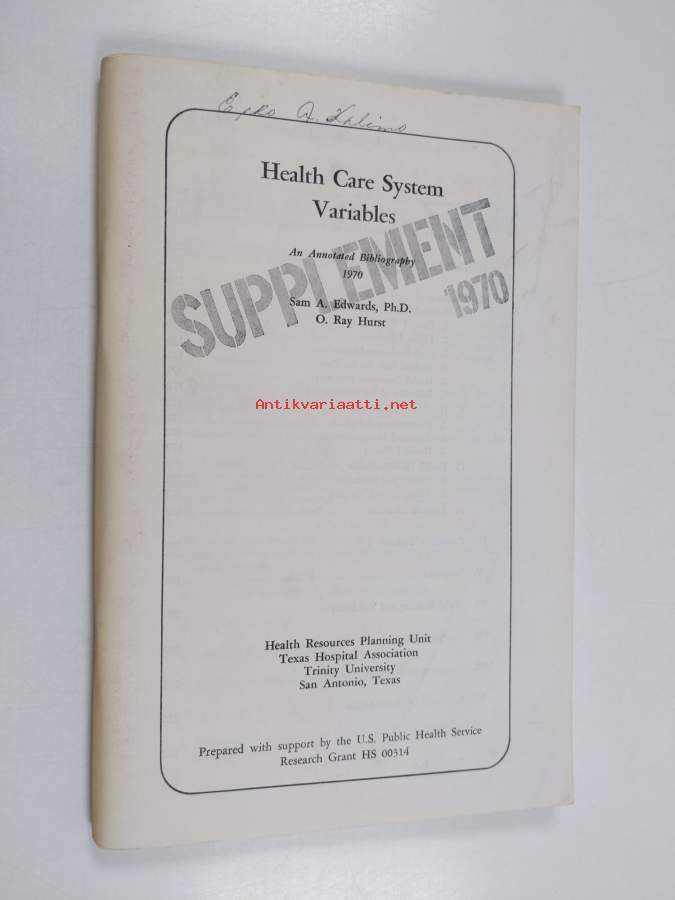 Esko A. Kalimo
Health Care System
Variables
An Annotated Bibliography
1970
SUPPLEMENT
1970
Sam A. Edwards, Ph.D.
O. Ray Hurst
Antikvariaatti.net
Health Resources Planning Unit
Texas Hospital Association
Trinity University
San Antonio, Texas
Prepared with support by the U.S. Public Health Service
Research Grant HS 00314